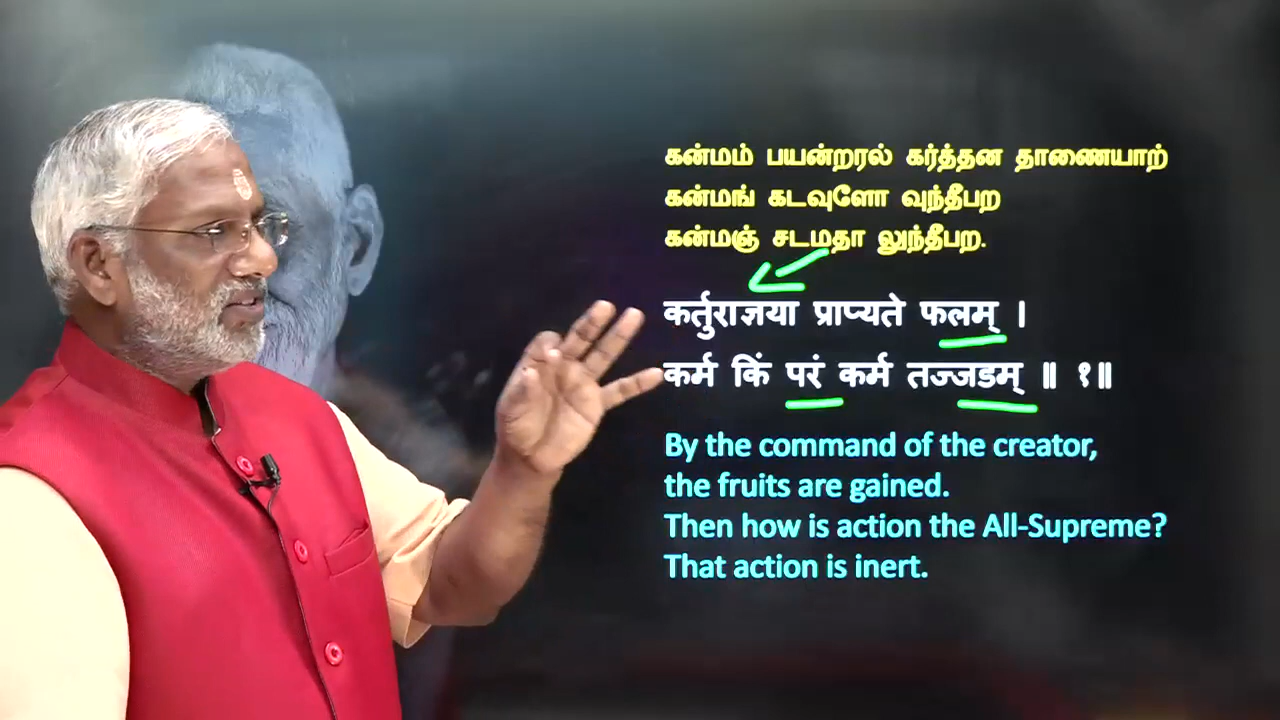 கன்மம் பயன்றரல் கர்த்தன தாணையாற்
கன்மங் கடவுளோ வுந்தீபற
கன்மஞ் சடமதா லுந்தீபற.
कर्तुराज्ञया प्राप्यते फलम् ।
कर्म किं परं कर्म तज्जडम् ॥ १॥
By the command of the creator,
the fruits are gained.
Then how is action the All-Supreme?
That action is inert.